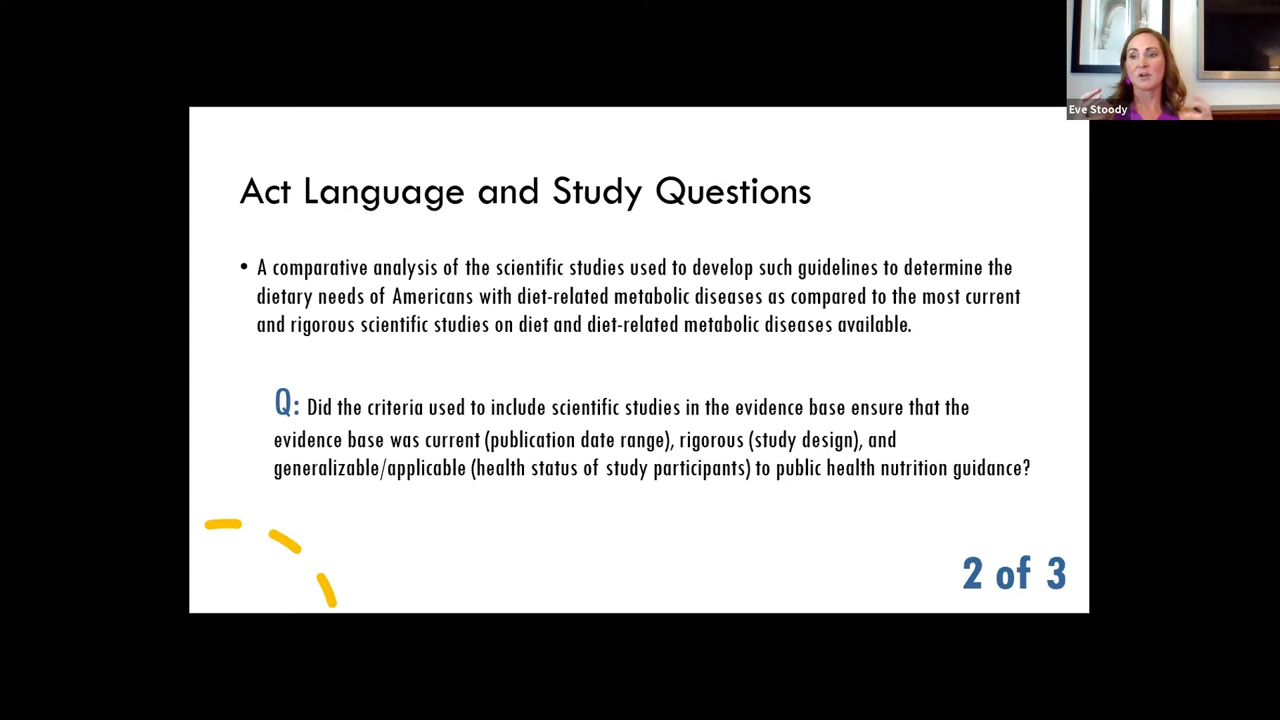 Eve Stoody
Act Language and Study Questions
• A comparative analysis of the scientific studies used to develop such guidelines to determine the
dietary needs of Americans with diet-related metabolic diseases as compared to the most current
and rigorous scientific studies on diet and diet-related metabolic diseases available.
Q: Did the criteria used to include scientific studies in the evidence base ensure that the
evidence base was current (publication date range), rigorous (study design), and
generalizable/applicable (health status of study participants) to public health nutrition guidance?
2 of 3